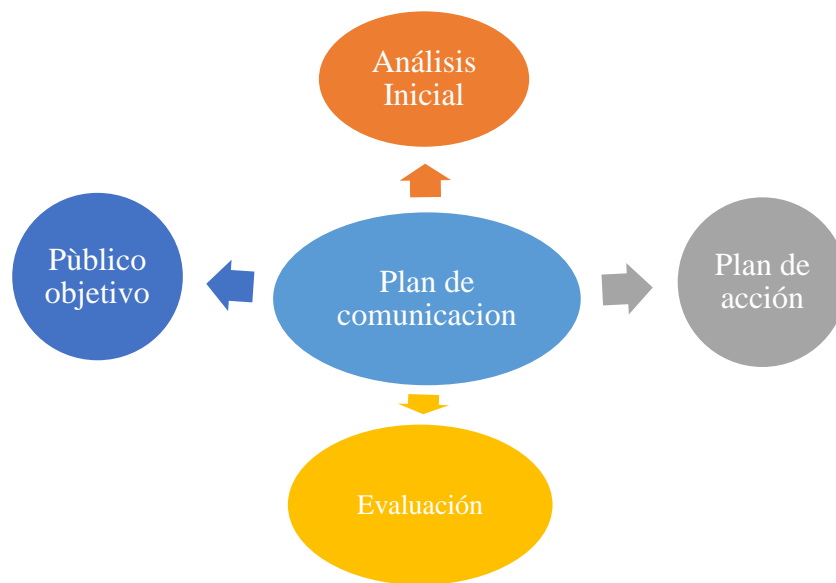 Análisis
Inicial
Pùblico
objetivo
Plan de
comunicacion
Plan de
acción
Evaluación